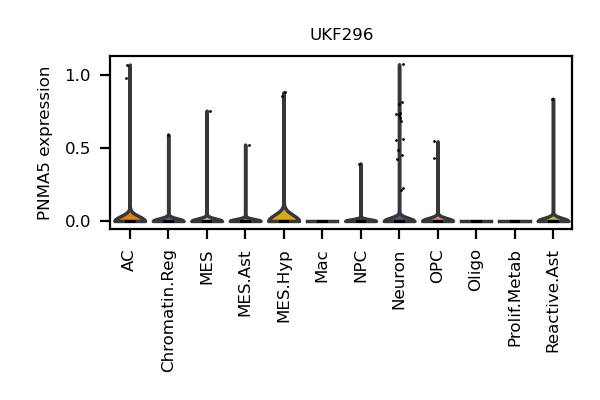 UKF296
PNMA5 expression
1.0
0.5
0.0
AC
Chromatin.Reg
MES
MES.Ast
MES.Hyp
Mac
NPC
Neuron
OPC
Oligo
Prolif.Metab
Reactive.Ast